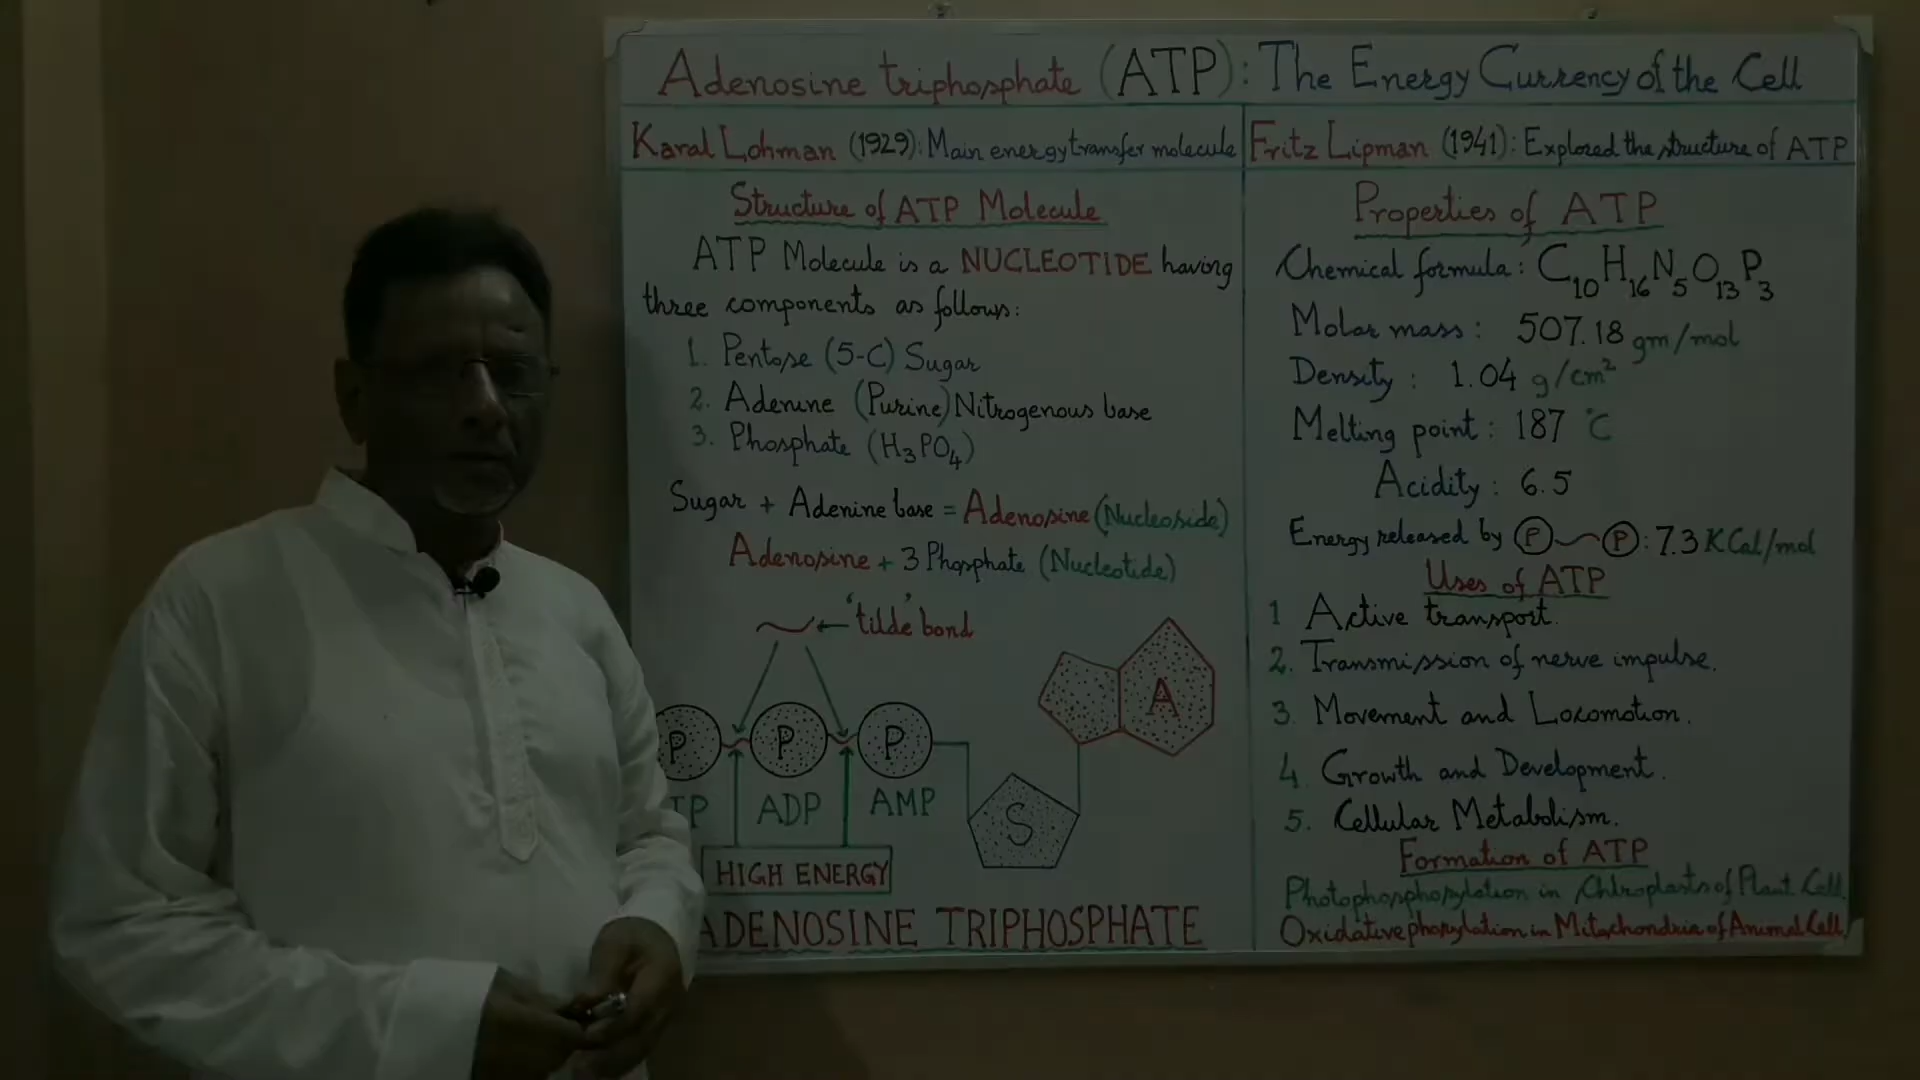 Adenosine triphosphate (ATP): The Energy Currency of the Cell
Karal Lohman (1929): Main energy transfer molecule
Fritz Lipman (1941): Explored the structure of ATP
Structure of ATP Molecule
ATP Molecule is a NUCLEOTIDE having
three components as follows:
1. Pentose (5-C) Sugar
2. Adenine (Purine) Nitrogenous base
3. Phosphate (H₃PO₄)
Sugar + Adenine base = Adenosine (Nucleoside)
Adenosine + 3 Phosphate (Nucleotide)
'tilde' bond
P P P S A
TP ADP AMP
HIGH ENERGY
ADENOSINE TRIPHOSPHATE
Properties of ATP
Chemical formula: C₁₀H₁₆N₅O₁₃P₃
Molar mass: 507.18 gm/mol
Density: 1.04 g/cm²
Melting point: 187 °C
Acidity: 6.5
Energy released by P~P: 7.3 KCal/mol
Uses of ATP
1 Active transport.
2. Transmission of nerve impulse.
3. Movement and Locomotion.
4. Growth and Development.
5. Cellular Metabolism.
Formation of ATP
Photophosphorylation in Chloroplasts of Plant Cell.
Oxidative phorylation in Mitochondria of Animal Cell